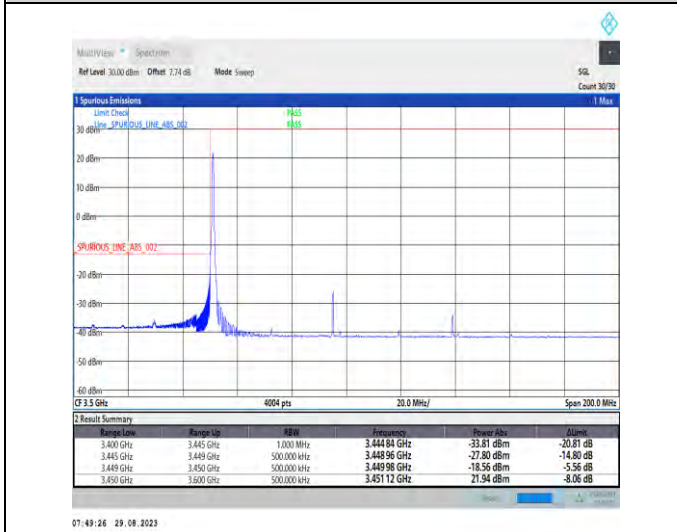 MultiView Spectrum
Ref Level 30.00 dBm Offset 7.74 dB Mode Sweep SGL
Count 30/30
1 Spurious Emissions 1 Max
Limit Check PASS
Line _SPURIOUS_LINE_ABS_002 PASS
30 dBm
20 dBm
10 dBm
0 dBm
_SPURIOUS_LINE_ABS_002
-20 dBm
-30 dBm
-40 dBm
-50 dBm
-60 dBm
CF 3.5 GHz 4004 pts 20.0 MHz/ Span 200.0 MHz
2 Result Summary
Range Low Range Up RBW Frequency Power Abs ΔLimit
3.400 GHz 3.445 GHz 1.000 MHz 3.444 84 GHz -33.81 dBm -20.81 dB
3.445 GHz 3.449 GHz 500.000 kHz 3.448 96 GHz -27.80 dBm -14.80 dB
3.449 GHz 3.450 GHz 500.000 kHz 3.449 98 GHz -18.56 dBm -5.56 dB
3.450 GHz 3.600 GHz 500.000 kHz 3.451 12 GHz 21.94 dBm -8.06 dB
07:49:26 29.08.2023